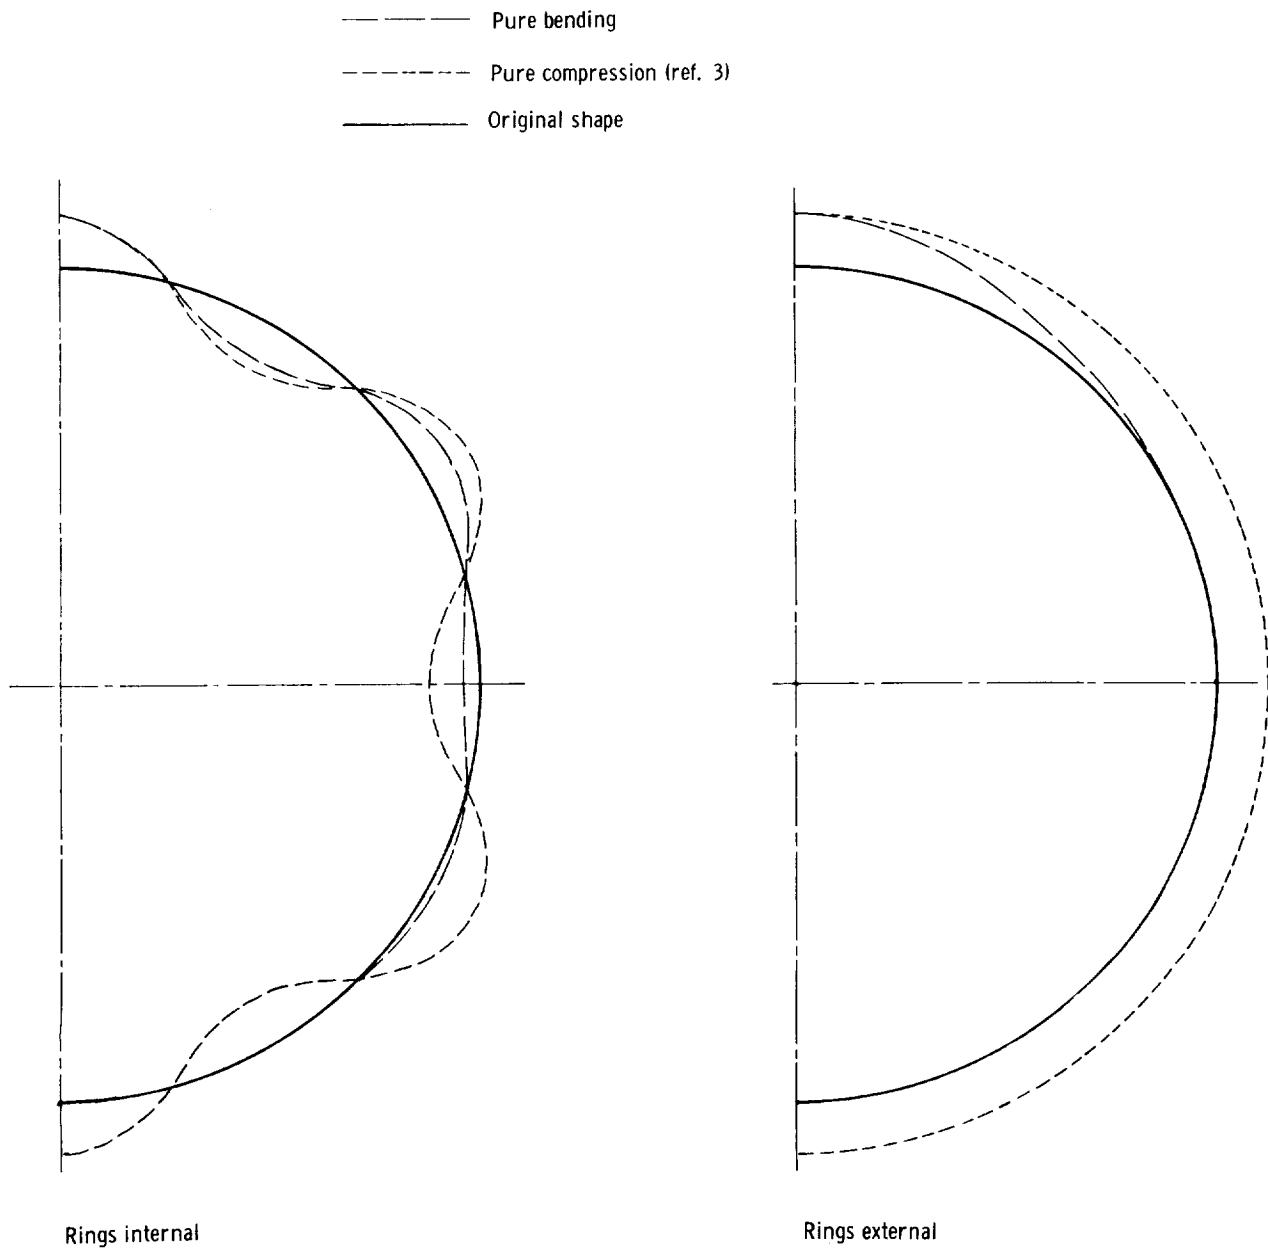 Pure bending
Pure compression (ref. 3)
Original shape
Rings internal
Rings external